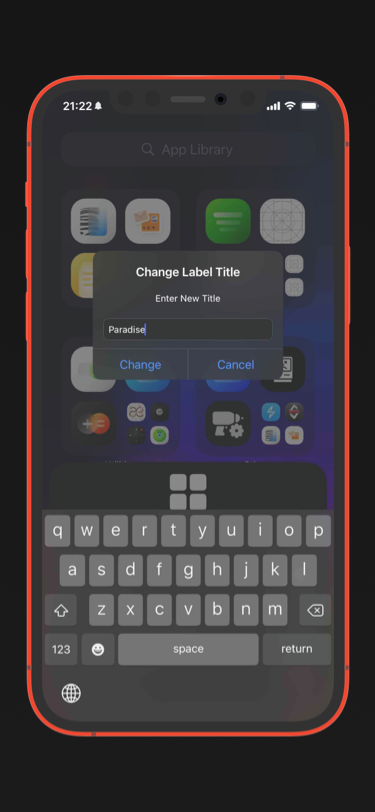 21:22
App Library
Change Label Title
Enter New Title
Paradise
Change
Cancel
q w e r t y u i o p
a s d f g h j k l
z x c v b n m
123
space
return